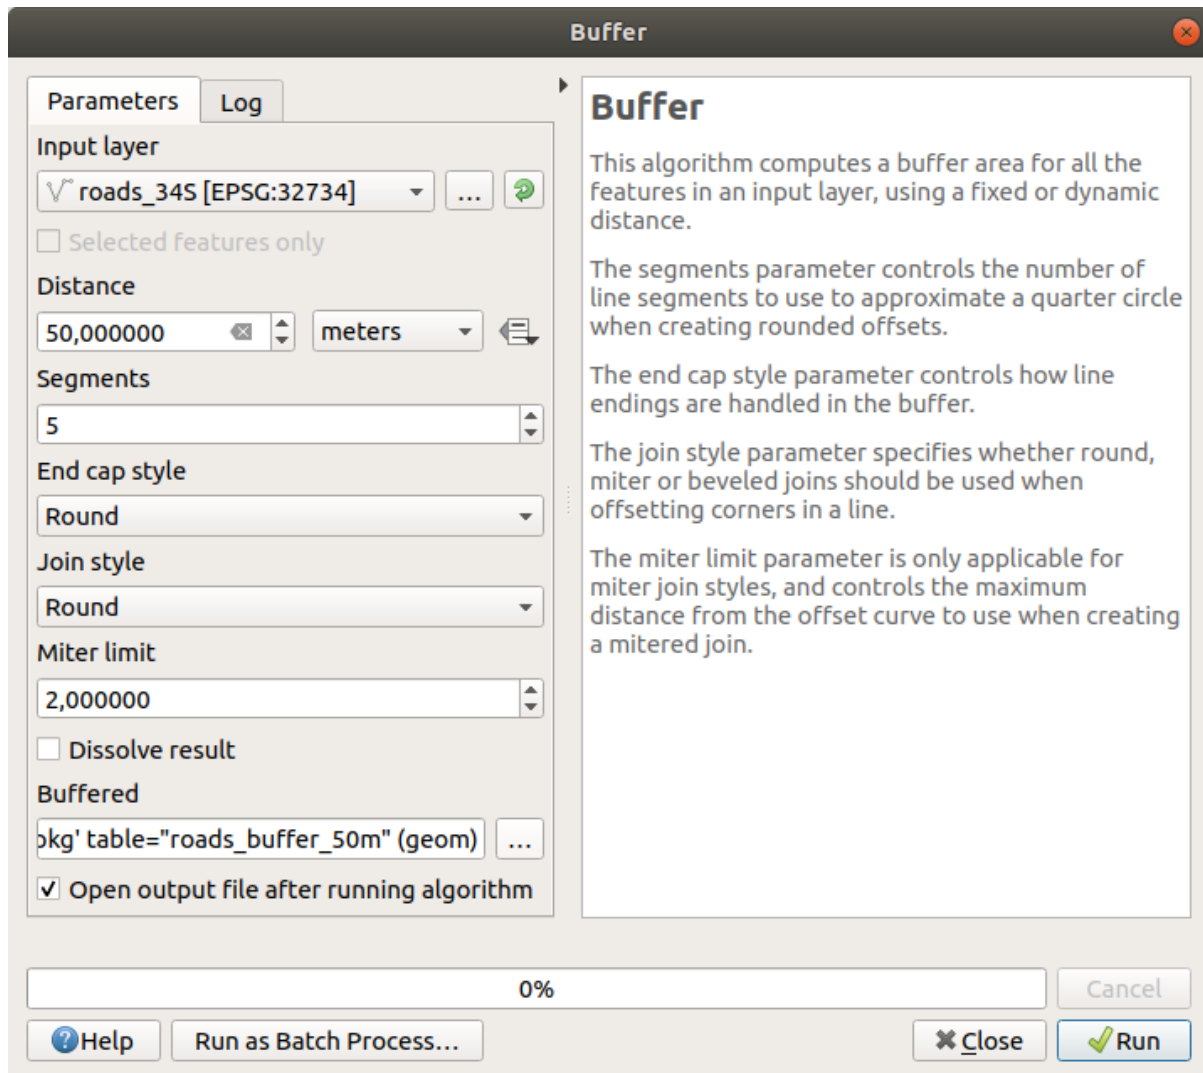 Buffer
Parameters
Log
Input layer
roads_34S [EPSG:32734]
...
Selected features only
Distance
50,000000
meters
Segments
5
End cap style
Round
Join style
Round
Miter limit
2,000000
Dissolve result
Buffered
okg' table="roads_buffer_50m" (geom)
...
Open output file after running algorithm
Buffer
This algorithm computes a buffer area for all the
features in an input layer, using a fixed or dynamic
distance.
The segments parameter controls the number of
line segments to use to approximate a quarter circle
when creating rounded offsets.
The end cap style parameter controls how line
endings are handled in the buffer.
The join style parameter specifies whether round,
miter or beveled joins should be used when
offsetting corners in a line.
The miter limit parameter is only applicable for
miter join styles, and controls the maximum
distance from the offset curve to use when creating
a mitered join.
0%
Cancel
Help
Run as Batch Process...
Close
Run